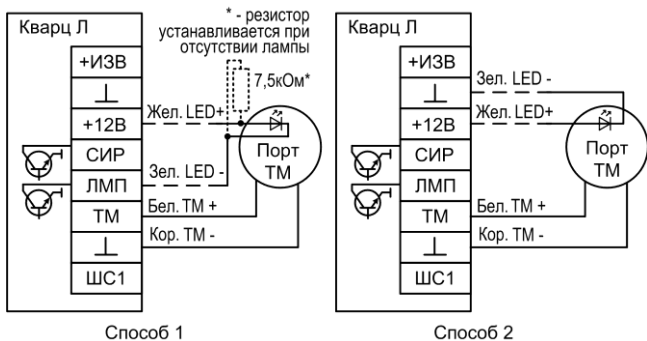 * - резистор
устанавливается при
отсутствии лампы
Кварц Л
+ИЗВ
7,5кОм*
Жел. LED+
+12В
СИР
Порт
ТМ
Зел. LED -
ЛМП
Бел. ТМ +
ТМ
Кор. ТМ -
ШС1
Способ 1
Кварц Л
+ИЗВ
Зел. LED -
Жел. LED+
+12В
СИР
Порт
ТМ
ЛМП
Бел. ТМ +
ТМ
Кор. ТМ -
ШС1
Способ 2